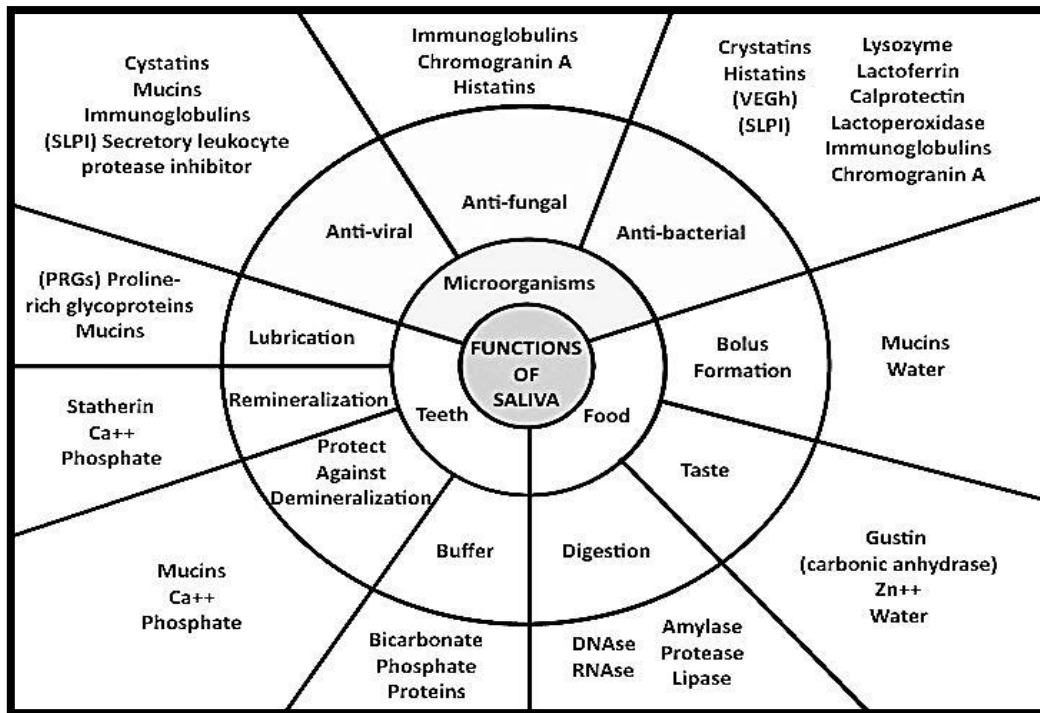 Cystatins
Mucins
Immunoglobulins
(SLPI) Secretory leukocyte
protease inhibitor
Immunoglobulins
Chromogranin A
Histatins
Crystatins
Histatins
(VEGh)
(SLPI)
Lysozyme
Lactoferrin
Calprotectin
Lactoperoxidase
Immunoglobulins
Chromogranin A
Anti-viral
Anti-fungal
Anti-bacterial
Microorganisms
(PRGs) Proline-
rich glycoproteins
Mucins
Lubrication
FUNCTIONS
OF
SALIVA
Bolus
Formation
Mucins
Water
Statherin
Ca++
Phosphate
Remineralization
Teeth
Food
Protect
Against
Demineralization
Taste
Buffer
Digestion
Gustin
(carbonic anhydrase)
Zn++
Water
Mucins
Ca++
Phosphate
Bicarbonate
Phosphate
Proteins
DNAse
RNAse
Amylase
Protease
Lipase